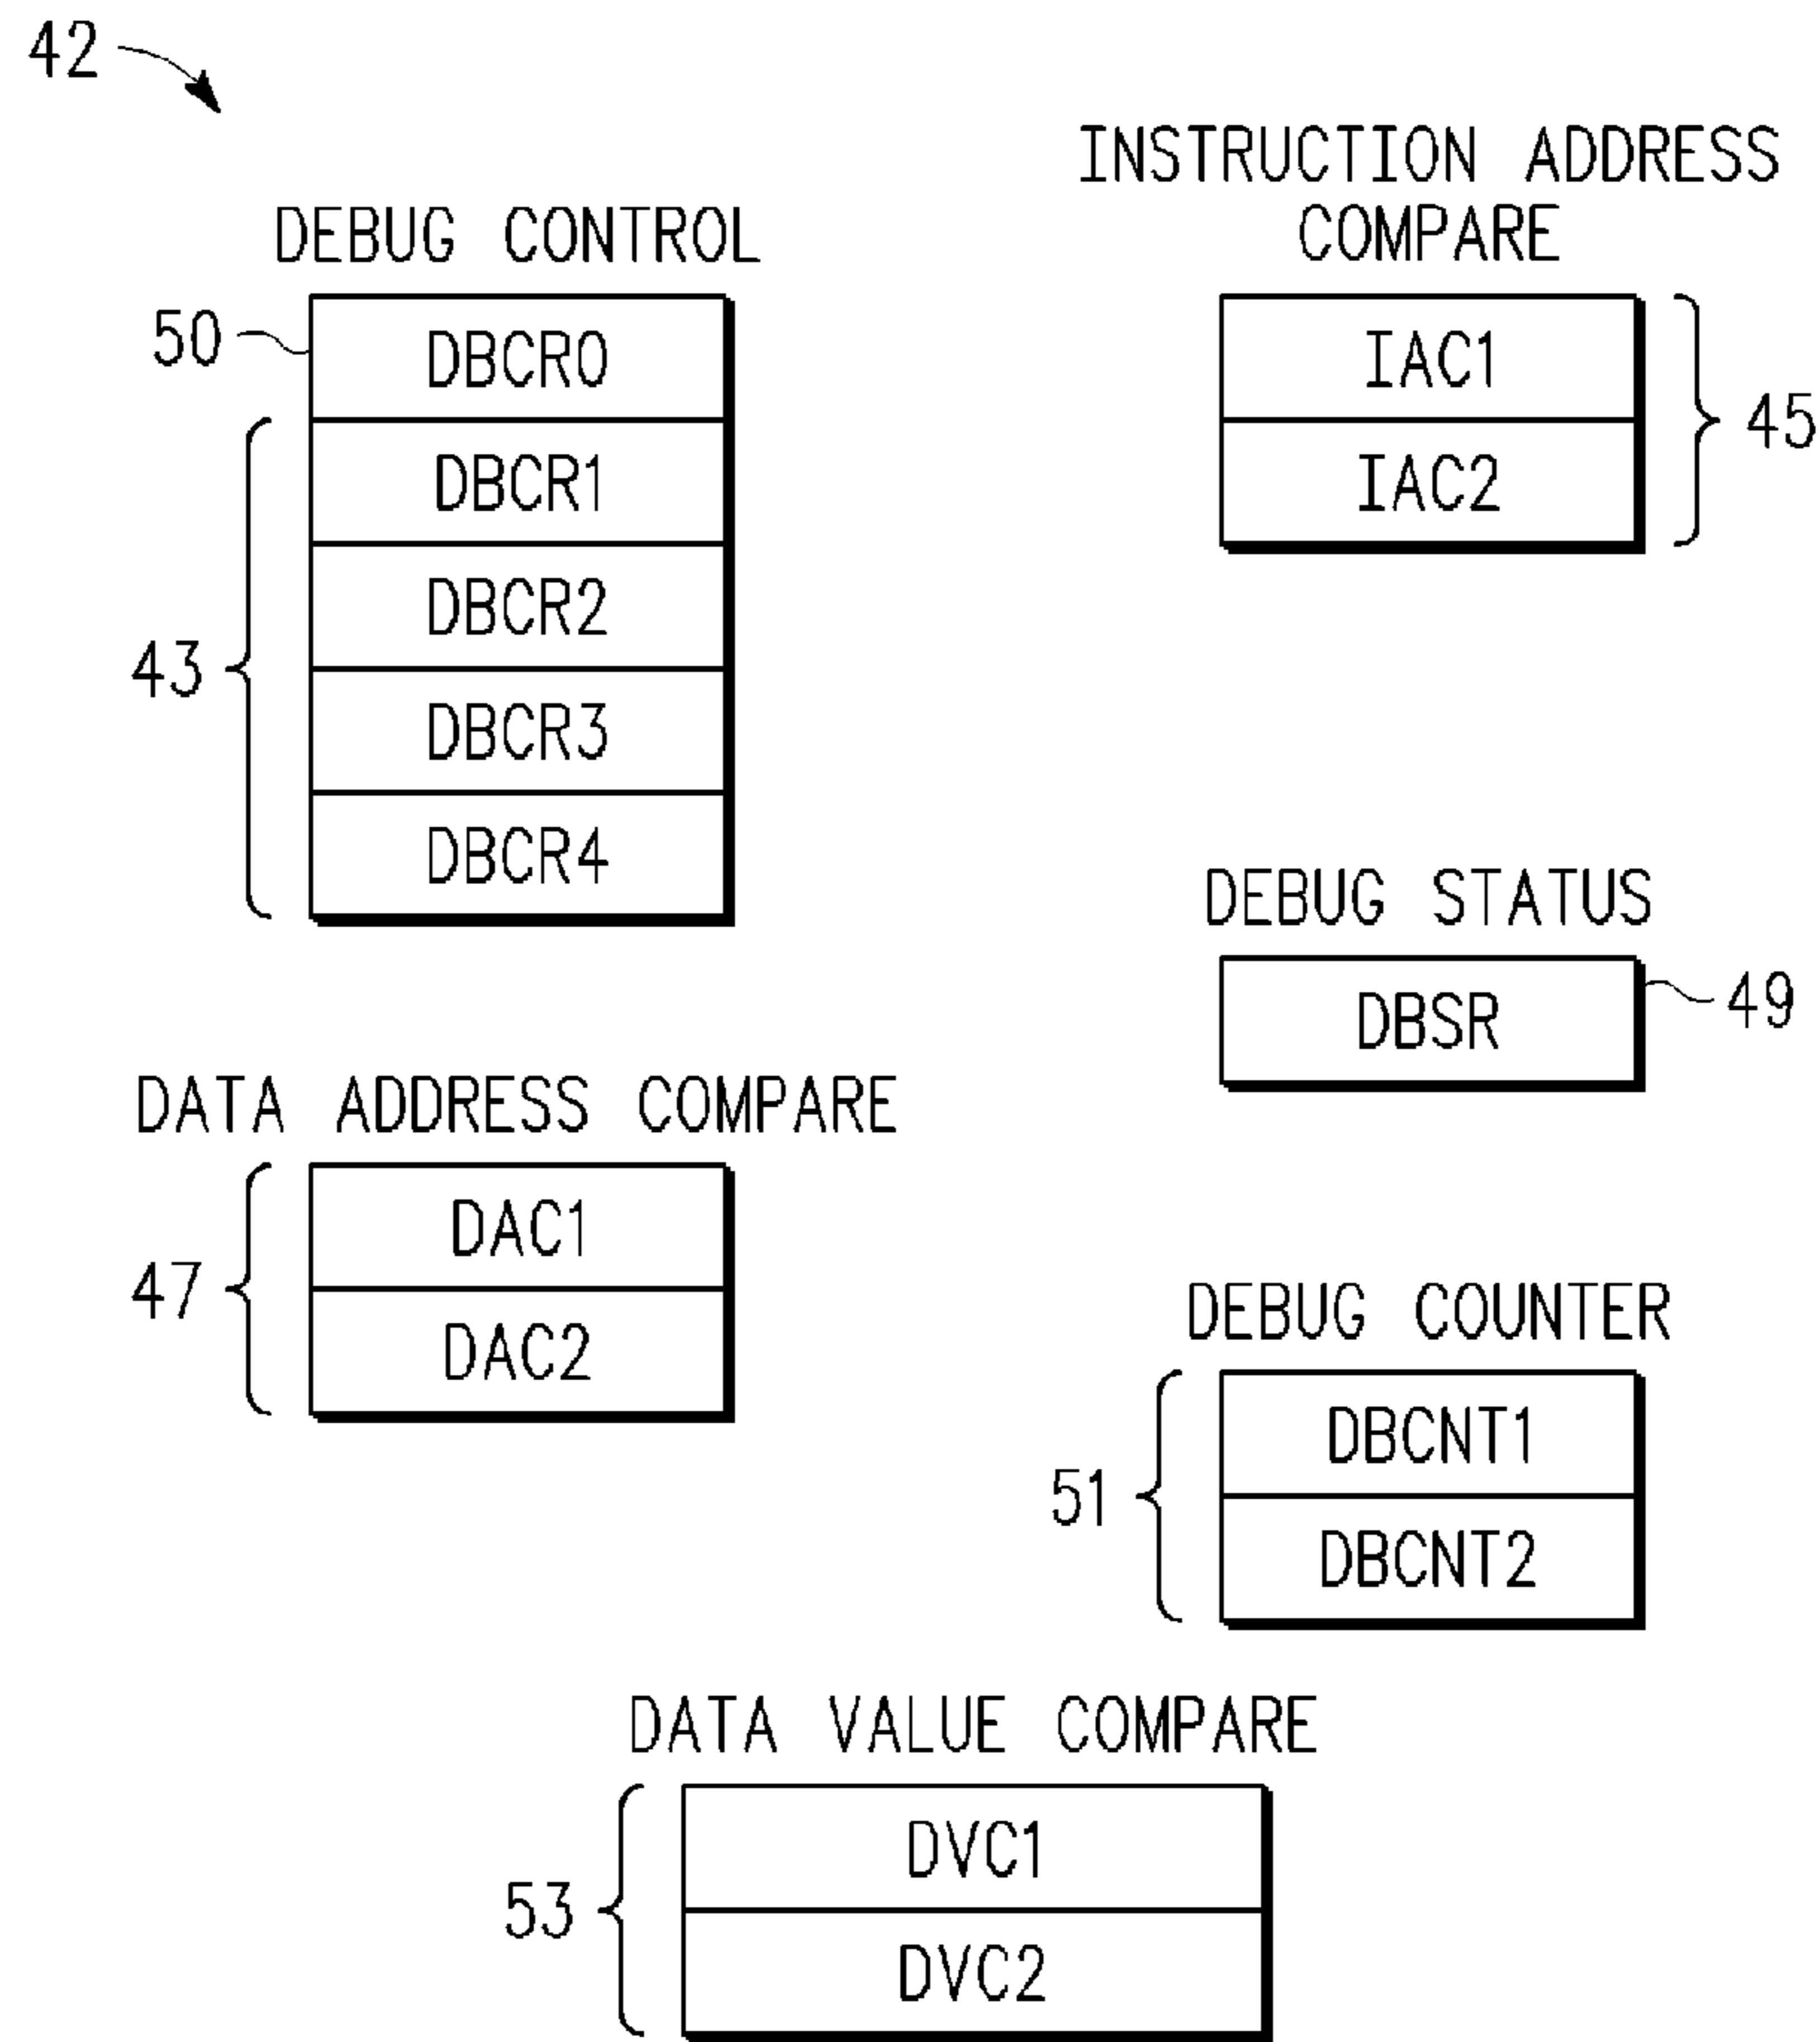 42
DEBUG CONTROL
50
DBCR0
DBCR1
DBCR2
43
DBCR3
DBCR4
INSTRUCTION ADDRESS
COMPARE
IAC1
45
IAC2
DEBUG STATUS
DBSR
49
DATA ADDRESS COMPARE
DAC1
47
DAC2
DEBUG COUNTER
DBCNT1
51
DBCNT2
DATA VALUE COMPARE
DVC1
53
DVC2